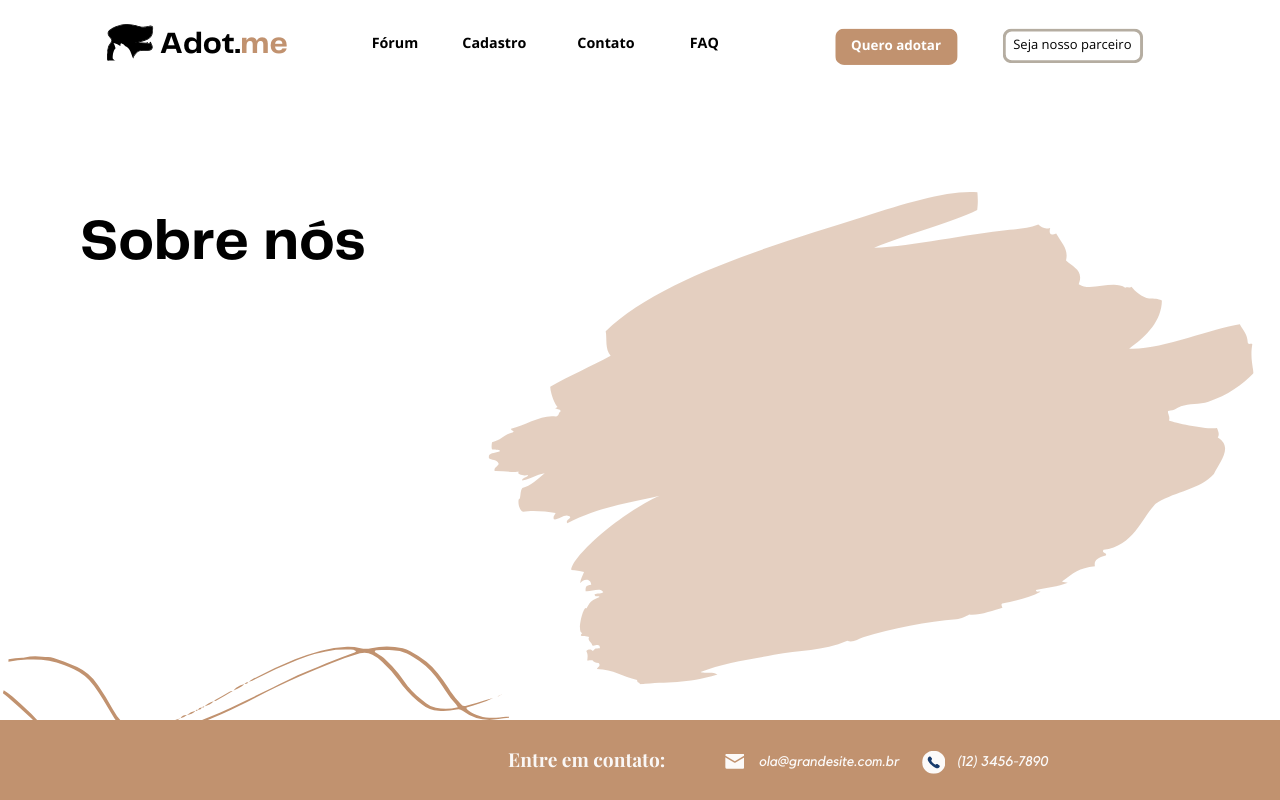 Adot.me
Fórum Cadastro Contato FAQ
Quero adotar
Seja nosso parceiro
Sobre nós
Entre em contato:
ola@grandesite.com.br
(12) 3456-7890